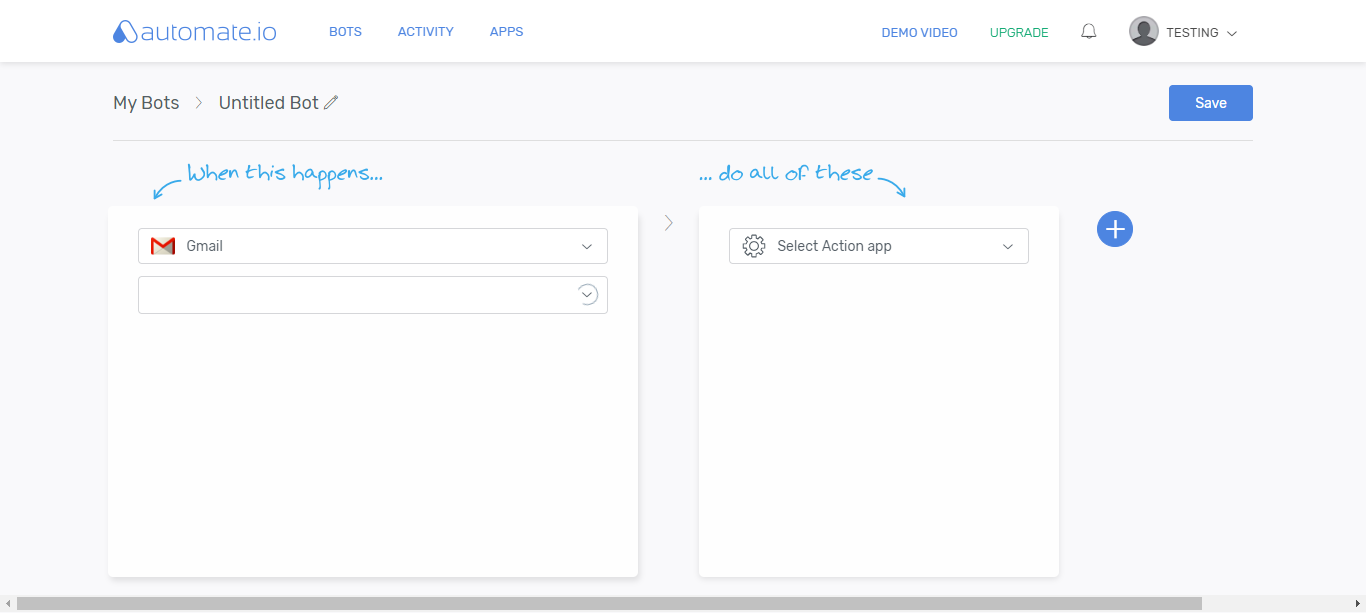 automate.io BOTS ACTIVITY APPS DEMO VIDEO UPGRADE TESTING
My Bots Untitled Bot Save
When this happens... ... do all of these
Gmail Select Action app